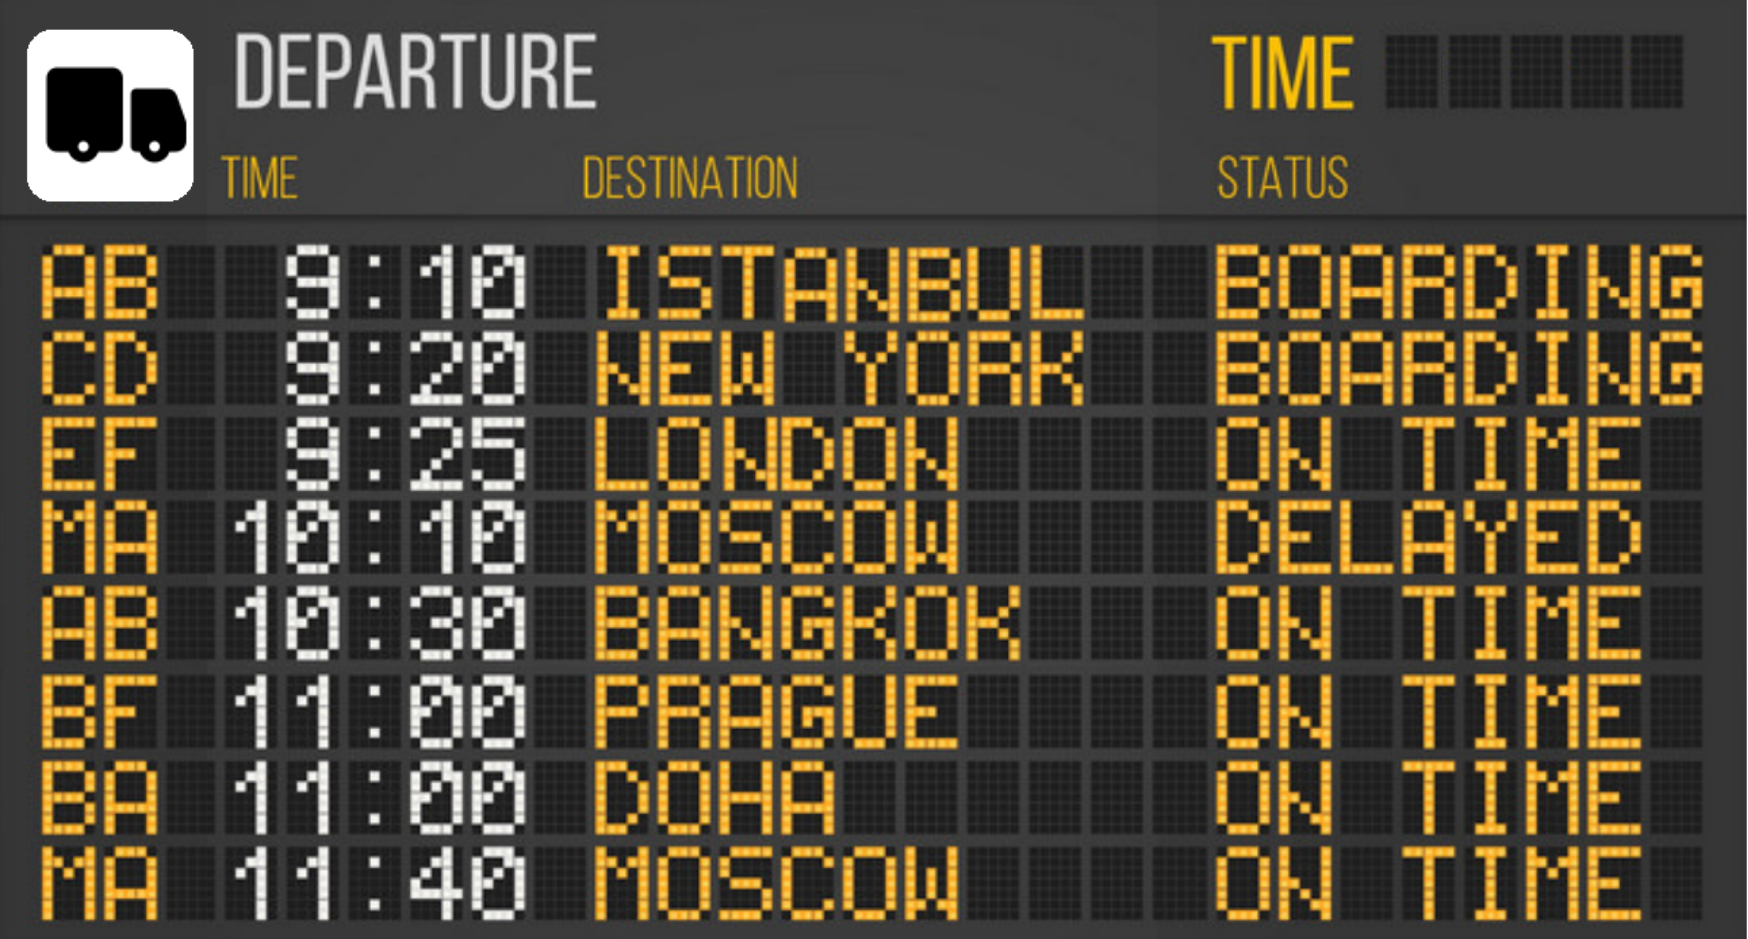 DEPARTURE TIME
TIME DESTINATION STATUS
AB 9:10 ISTANBUL BOARDING
CD 9:20 NEW YORK BOARDING
EF 9:25 LONDON ON TIME
MA 10:10 MOSCOW DELAYED
AB 10:30 BANGKOK ON TIME
BF 11:00 PRAGUE ON TIME
BA 11:00 DOHA ON TIME
MA 11:40 MOSCOW ON TIME